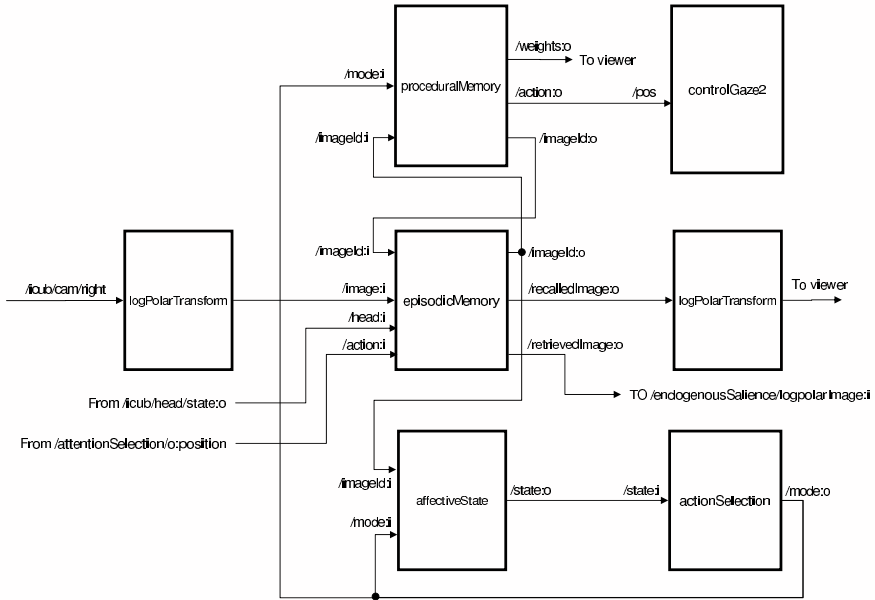 /weights:o
To viewer
/mode:i
proceduralMemory
/action:o
/pos
controlGaze2
/imageId:i
/imageId:o
/imageId:i
/imageId:o
/icub/cam/right
logPolarTransform
/image:i
episodicMemory
/recalledImage:o
logPolarTransform
To viewer
/head:i
/action:i
/retrievedImage:o
From /icub/head/state:o
TO /endogenousSalience/logpolarImage:i
From /attentionSelection/o:position
/imageId:i
affectiveState
/state:o
/state:i
actionSelection
/mode:o
/mode:i